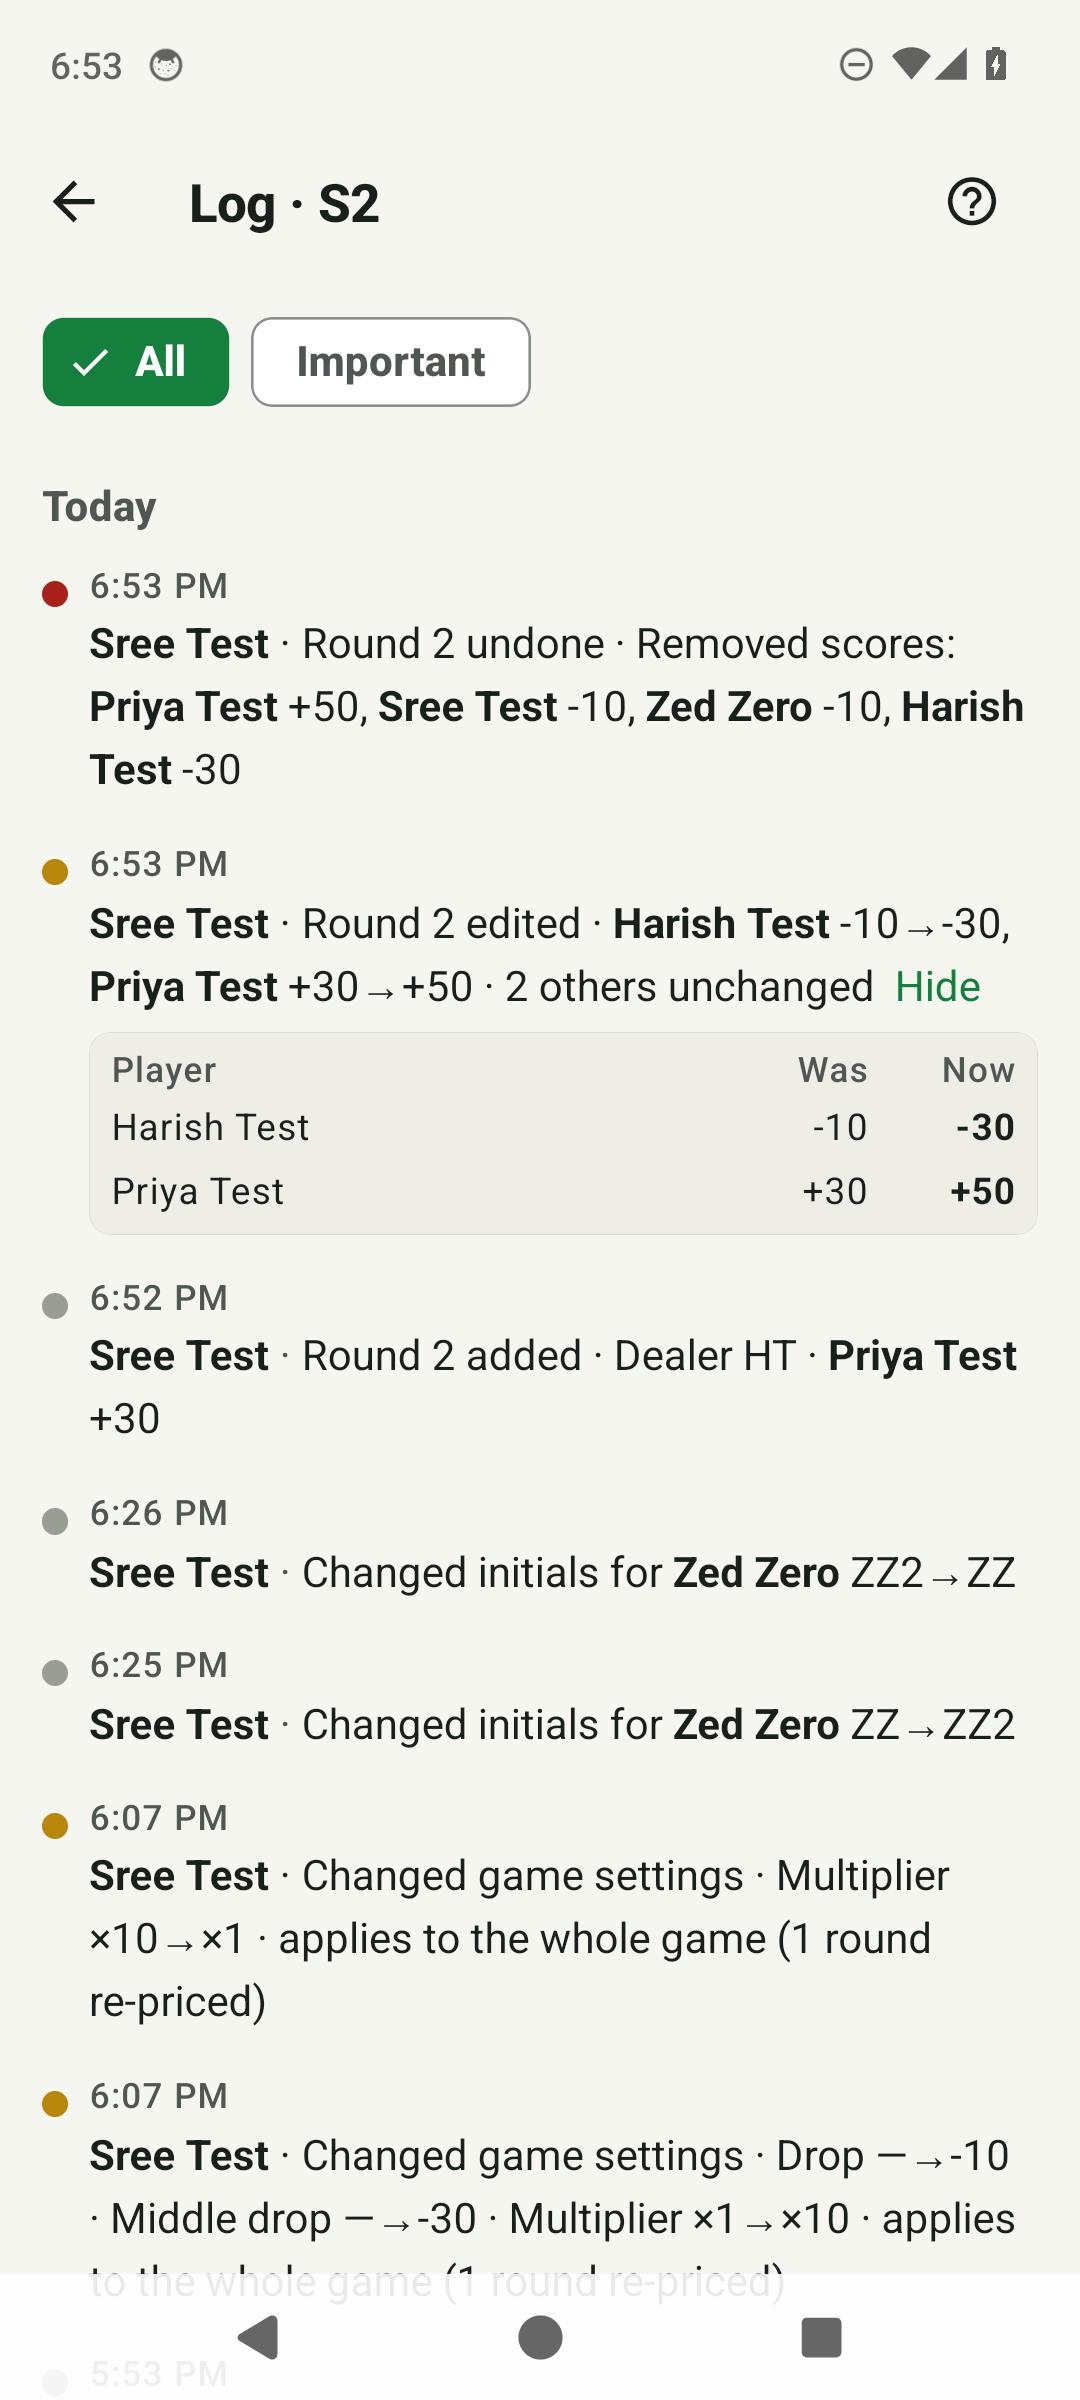 6:53
Log · S2
All
Important
Today
6:53 PM
Sree Test · Round 2 undone · Removed scores:
Priya Test +50, Sree Test -10, Zed Zero -10, Harish
Test -30
6:53 PM
Sree Test · Round 2 edited · Harish Test -10→-30,
Priya Test +30→+50 · 2 others unchanged Hide
Player Was Now
Harish Test -10 -30
Priya Test +30 +50
6:52 PM
Sree Test · Round 2 added · Dealer HT · Priya Test
+30
6:26 PM
Sree Test · Changed initials for Zed Zero ZZ2→ZZ
6:25 PM
Sree Test · Changed initials for Zed Zero ZZ→ZZ2
6:07 PM
Sree Test · Changed game settings · Multiplier
×10→×1 · applies to the whole game (1 round
re-priced)
6:07 PM
Sree Test · Changed game settings · Drop —→-10
· Middle drop —→-30 · Multiplier ×1→×10 · applies
to the whole game (1 round re-priced)
5:53 PM